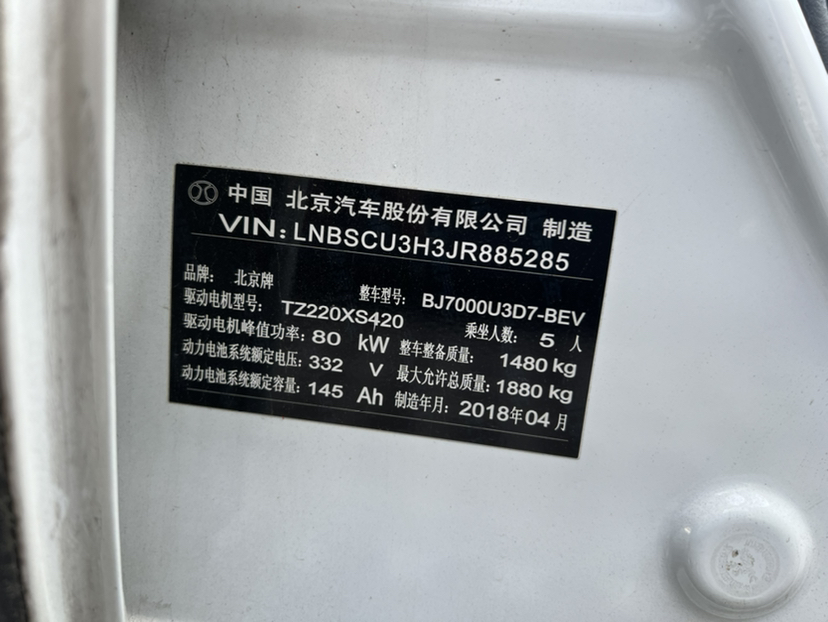 中国 北京汽车股份有限公司 制造
VIN: LNBSCU3H3JR885285
品牌: 北京牌 整车型号: BJ7000U3D7-BEV
驱动电机型号: TZ220XS420 乘坐人数: 5 人
驱动电机峰值功率: 80 kW 整车整备质量: 1480 kg
动力电池系统额定电压: 332 V 最大允许总质量: 1880 kg
动力电池系统额定容量: 145 Ah 制造年月: 2018年04月